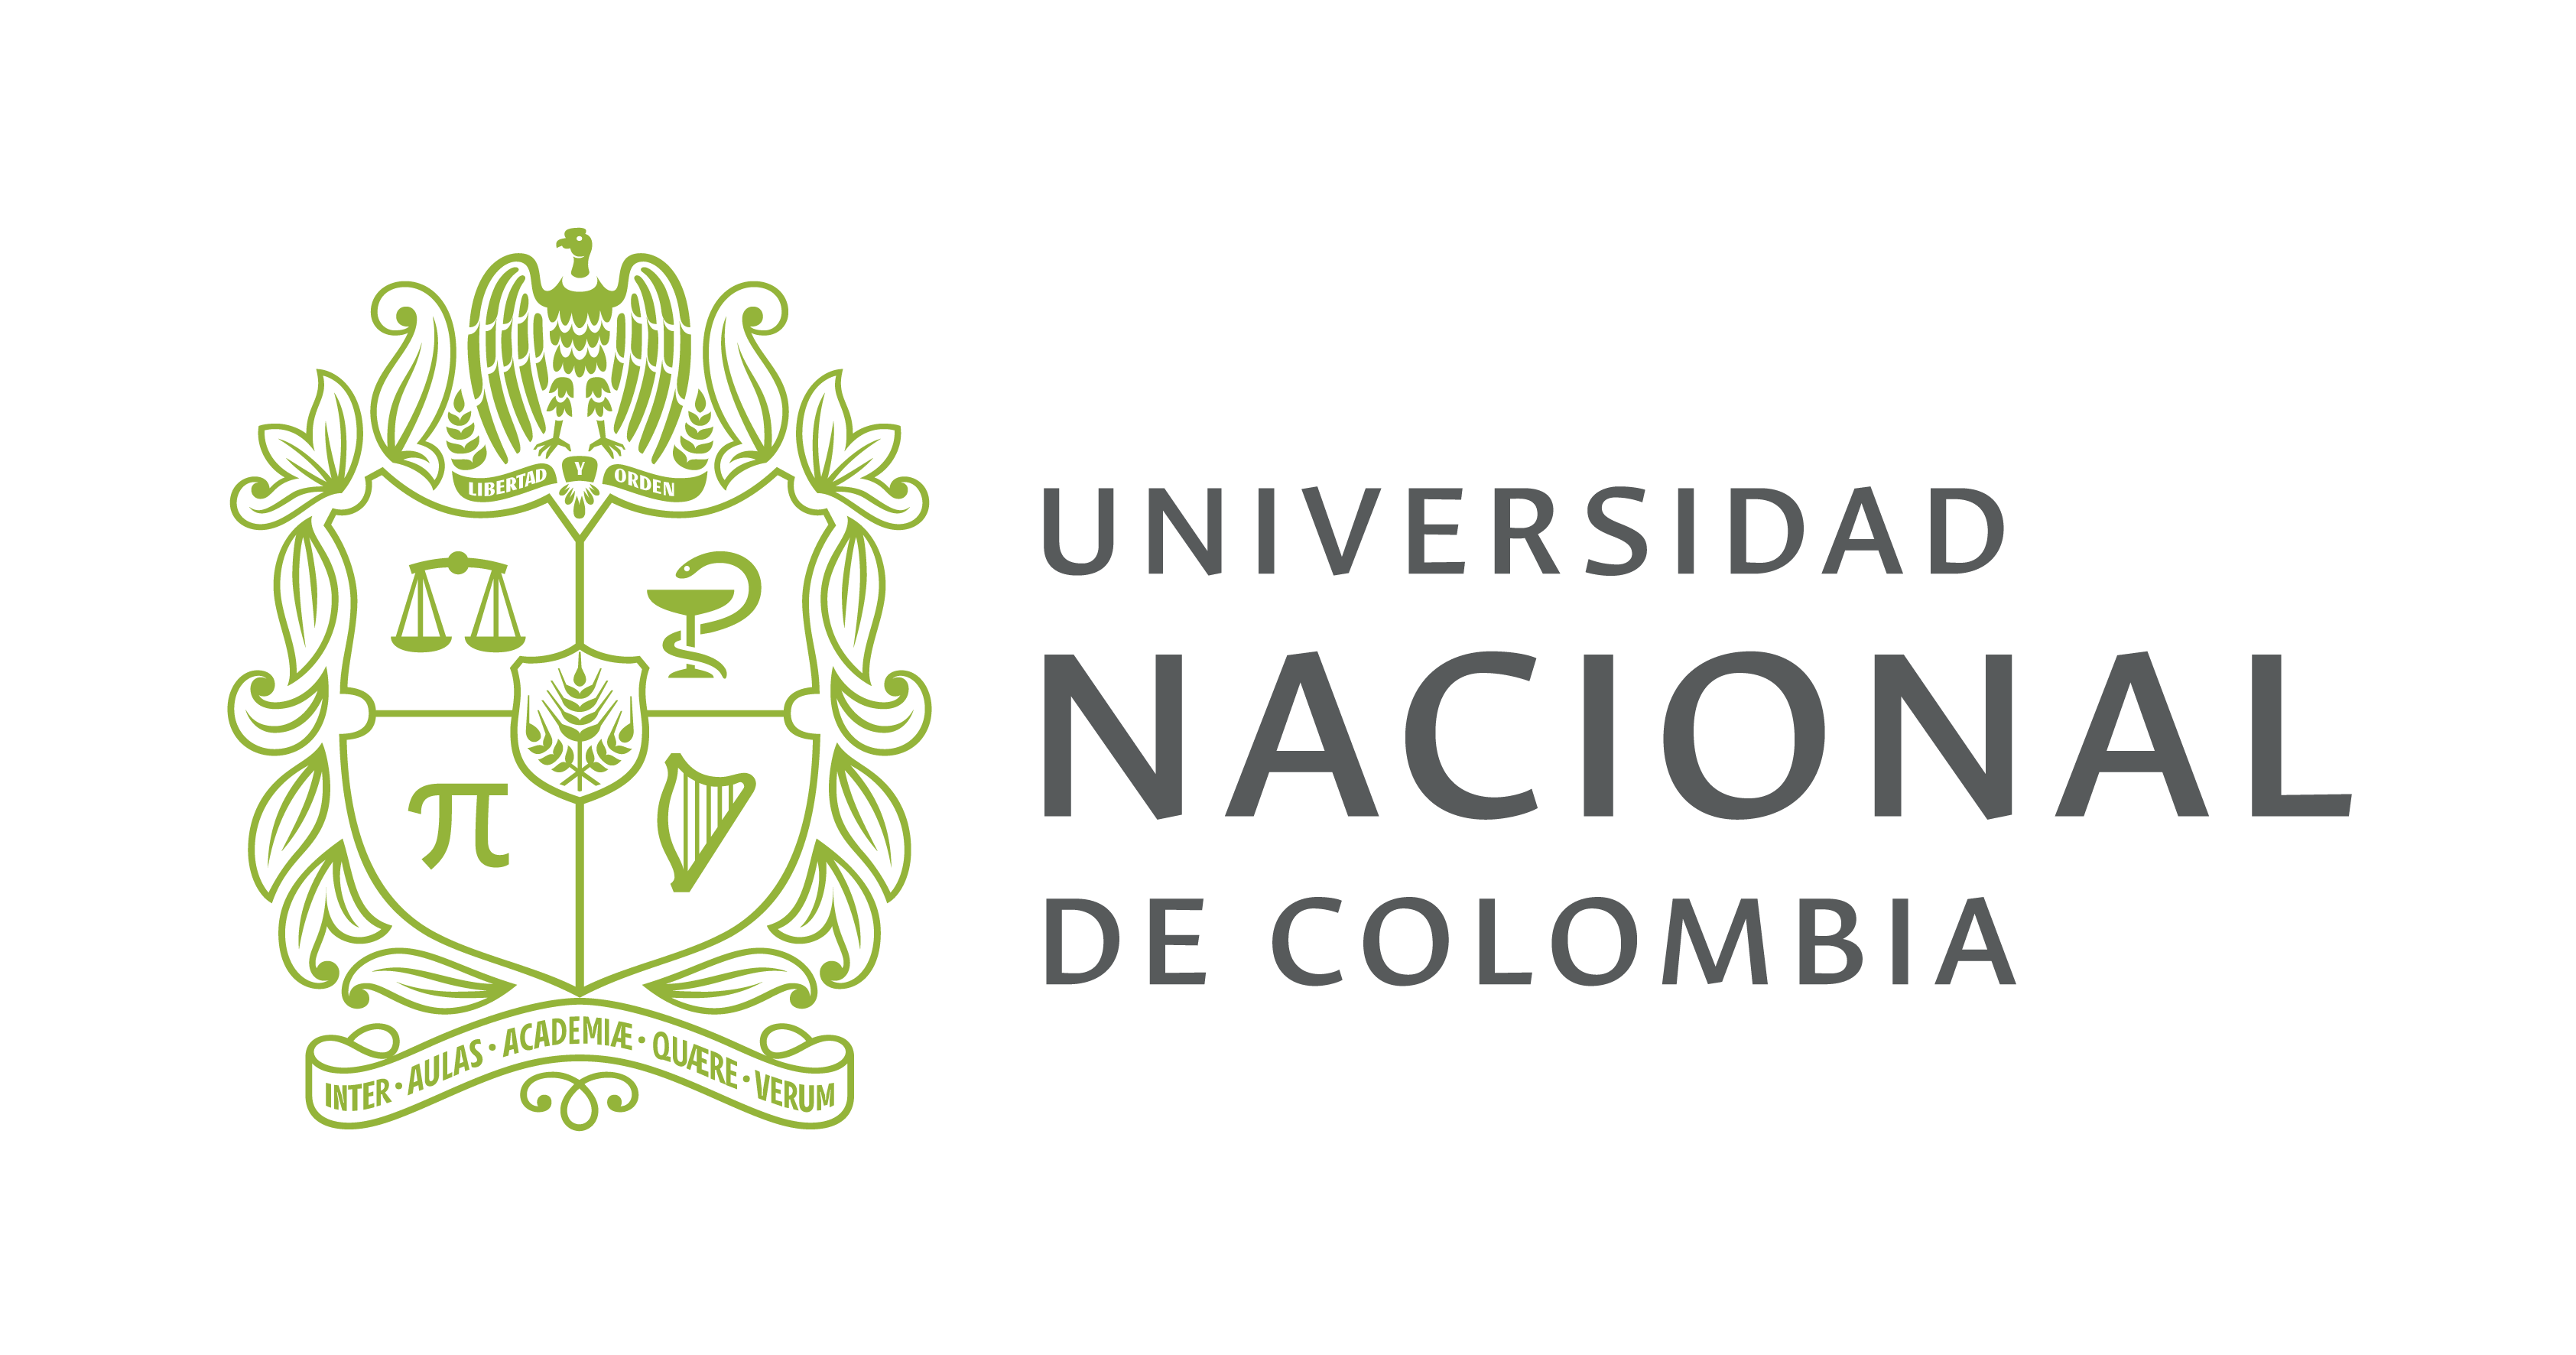 LIBERTAD Y ORDEN
π
INTER · AULAS · ACADEMIÆ · QUÆRE · VERUM
UNIVERSIDAD
NACIONAL
DE COLOMBIA